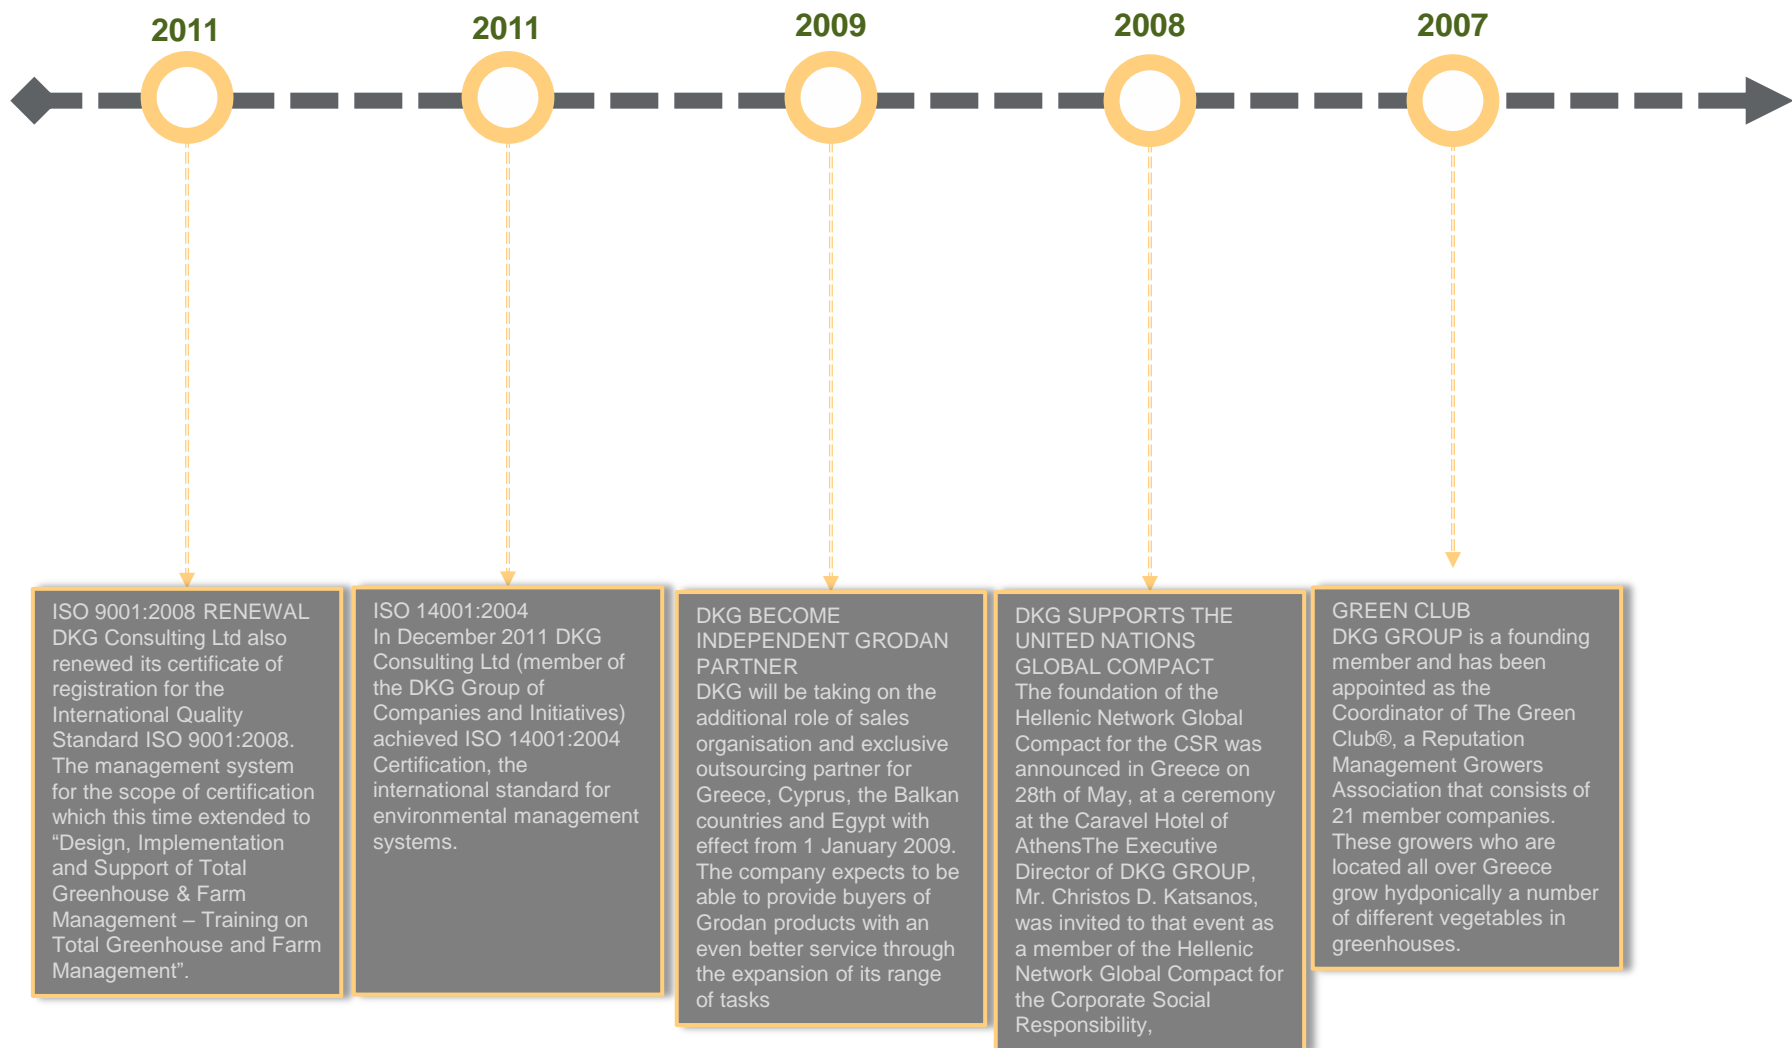 2011
2011
2009
2008
2007
ISO 9001:2008 RENEWAL
DKG Consulting Ltd also
renewed its certificate of
registration for the
International Quality
Standard ISO 9001:2008.
The management system
for the scope of certification
which this time extended to
“Design, Implementation
and Support of Total
Greenhouse & Farm
Management – Training on
Total Greenhouse and Farm
Management”.
ISO 14001:2004
In December 2011 DKG
Consulting Ltd (member of
the DKG Group of
Companies and Initiatives)
achieved ISO 14001:2004
Certification, the
international standard for
environmental management
systems.
DKG BECOME
INDEPENDENT GRODAN
PARTNER
DKG will be taking on the
additional role of sales
organisation and exclusive
outsourcing partner for
Greece, Cyprus, the Balkan
countries and Egypt with
effect from 1 January 2009.
The company expects to be
able to provide buyers of
Grodan products with an
even better service through
the expansion of its range
of tasks
DKG SUPPORTS THE
UNITED NATIONS
GLOBAL COMPACT
The foundation of the
Hellenic Network Global
Compact for the CSR was
announced in Greece on
28th of May, at a ceremony
at the Caravel Hotel of
AthensThe Executive
Director of DKG GROUP,
Mr. Christos D. Katsanos,
was invited to that event as
a member of the Hellenic
Network Global Compact for
the Corporate Social
Responsibility,
GREEN CLUB
DKG GROUP is a founding
member and has been
appointed as the
Coordinator of The Green
Club®, a Reputation
Management Growers
Association that consists of
21 member companies.
These growers who are
located all over Greece
grow hydponically a number
of different vegetables in
greenhouses.